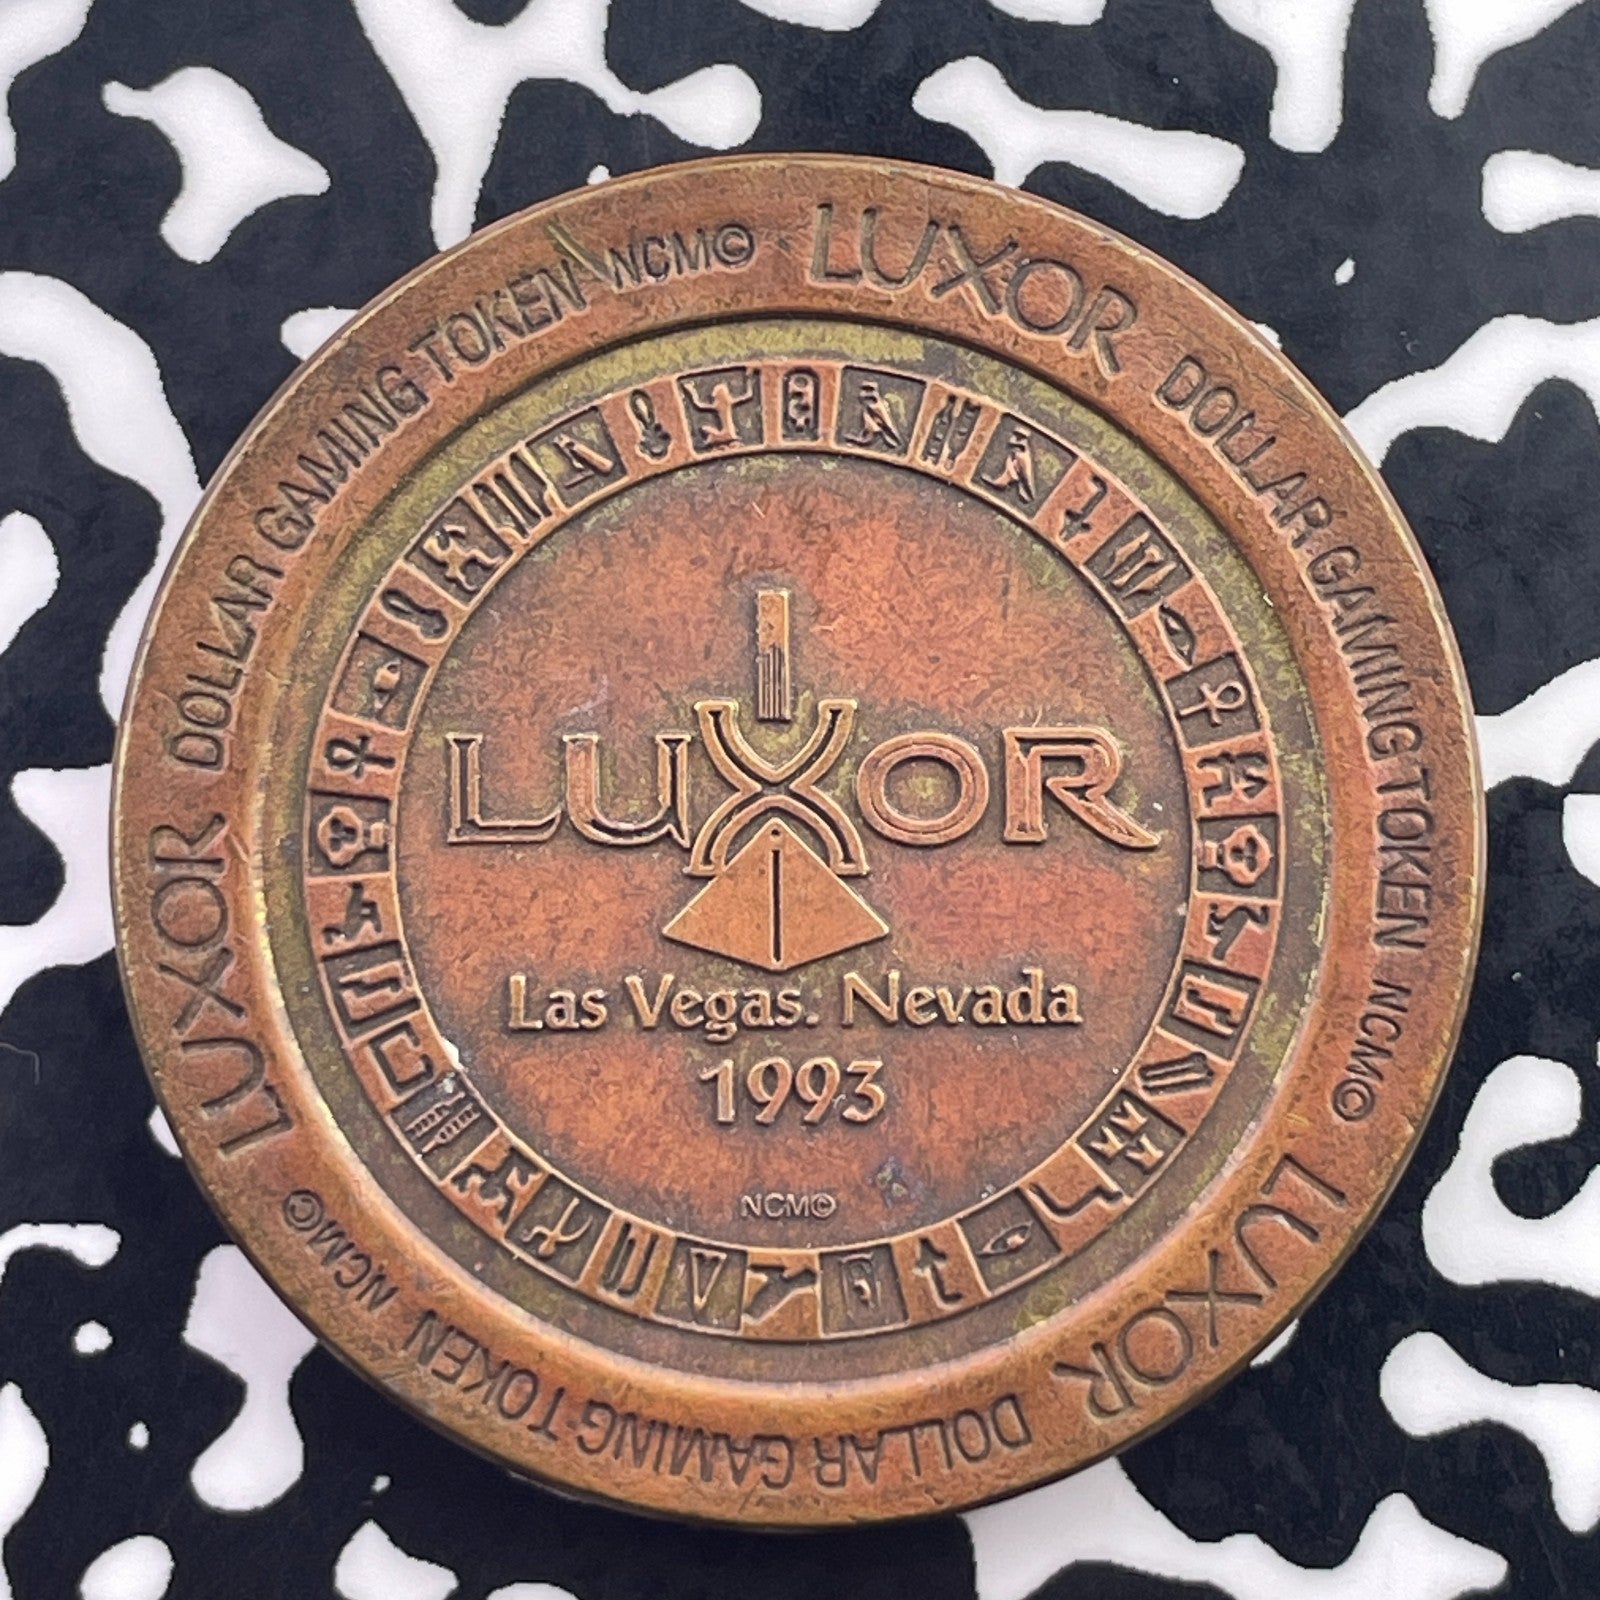 LUXOR DOLLAR GAMING TOKEN NCM©
LUXOR DOLLAR GAMING TOKEN NCM©
LUXOR DOLLAR GAMING TOKEN NCM©
LUXOR
Las Vegas. Nevada
1993
NCM©